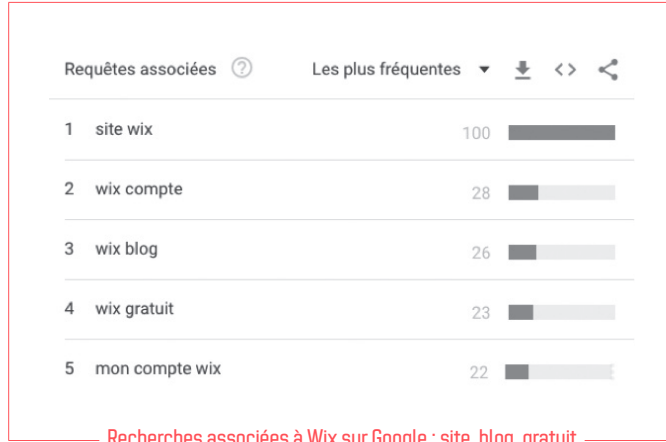 Requêtes associées ? Les plus fréquentes
1 site wix 100
2 wix compte 28
3 wix blog 26
4 wix gratuit 23
5 mon compte wix 22
Recherches associées à Wix sur Google : site, blog, gratuit